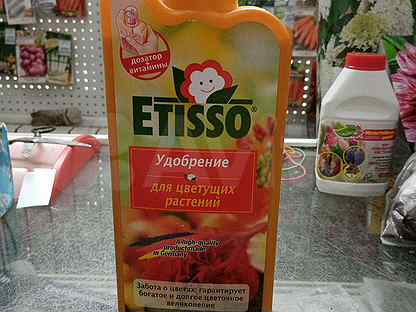 дозатор +
витамины
ETISSO®
Удобрение
для цветущих
растений
A high-quality
product made
in Germany
Забота о цветах: гарантирует
богатое и долгое цветочное
великолепие